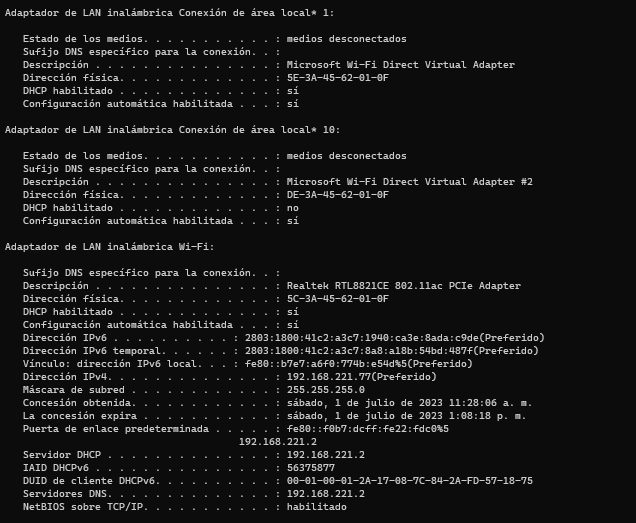 Adaptador de LAN inalámbrica Conexión de área local* 1:
Estado de los medios. . . . . . . . . . . : medios desconectados
Sufijo DNS específico para la conexión. . :
Descripción . . . . . . . . . . . . . . . : Microsoft Wi-Fi Direct Virtual Adapter
Dirección física. . . . . . . . . . . . . : 5E-3A-45-62-01-0F
DHCP habilitado . . . . . . . . . . . . . : sí
Configuración automática habilitada . . . : sí
Adaptador de LAN inalámbrica Conexión de área local* 10:
Estado de los medios. . . . . . . . . . . : medios desconectados
Sufijo DNS específico para la conexión. . :
Descripción . . . . . . . . . . . . . . . : Microsoft Wi-Fi Direct Virtual Adapter #2
Dirección física. . . . . . . . . . . . . : DE-3A-45-62-01-0F
DHCP habilitado . . . . . . . . . . . . . : no
Configuración automática habilitada . . . : sí
Adaptador de LAN inalámbrica Wi-Fi:
Sufijo DNS específico para la conexión. . :
Descripción . . . . . . . . . . . . . . . : Realtek RTL8821CE 802.11ac PCIe Adapter
Dirección física. . . . . . . . . . . . . : 5C-3A-45-62-01-0F
DHCP habilitado . . . . . . . . . . . . . : sí
Configuración automática habilitada . . . : sí
Dirección IPv6 . . . . . . . . . . : 2803:1800:41c2:a3c7:1940:ca3e:8ada:c9de(Preferido)
Dirección IPv6 temporal. . . . . . : 2803:1800:41c2:a3c7:8a8:a18b:54bd:487f(Preferido)
Vínculo: dirección IPv6 local. . . : fe80::b7e7:a6f0:774b:e54d%5(Preferido)
Dirección IPv4. . . . . . . . . . . . . . : 192.168.221.77(Preferido)
Máscara de subred . . . . . . . . . . . . : 255.255.255.0
Concesión obtenida. . . . . . . . . . . . : sábado, 1 de julio de 2023 11:28:06 a. m.
La concesión expira . . . . . . . . . . . : sábado, 1 de julio de 2023 1:08:18 p. m.
Puerta de enlace predeterminada . . . . . : fe80::f0b7:dcff:fe22:fdc0%5
192.168.221.2
Servidor DHCP . . . . . . . . . . . . . . : 192.168.221.2
IAID DHCPv6 . . . . . . . . . . . . . . . : 56375877
DUID de cliente DHCPv6. . . . . . . . . . : 00-01-00-01-2A-17-08-7C-84-2A-FD-57-18-75
Servidores DNS. . . . . . . . . . . . . . : 192.168.221.2
NetBIOS sobre TCP/IP. . . . . . . . . . . : habilitado